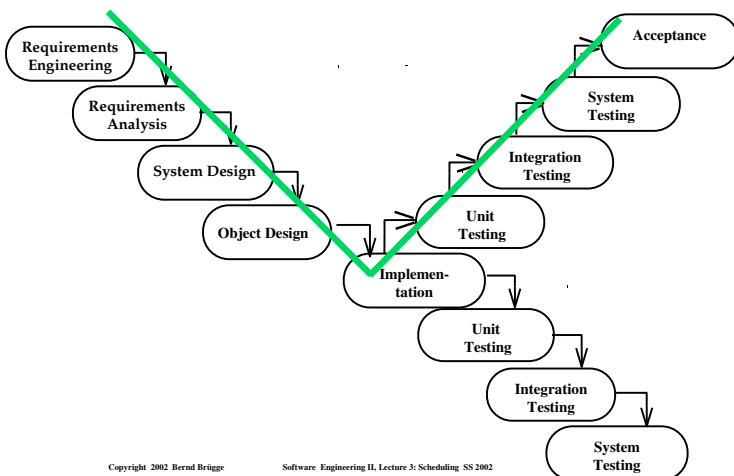 Requirements
Engineering
Requirements
Analysis
System Design
Object Design
Implemen-
tation
Unit
Testing
Integration
Testing
System
Testing
Acceptance
Unit
Testing
Integration
Testing
System
Testing
Copyright 2002 Bernd Brügge
Software Engineering II, Lecture 3: Scheduling SS 2002